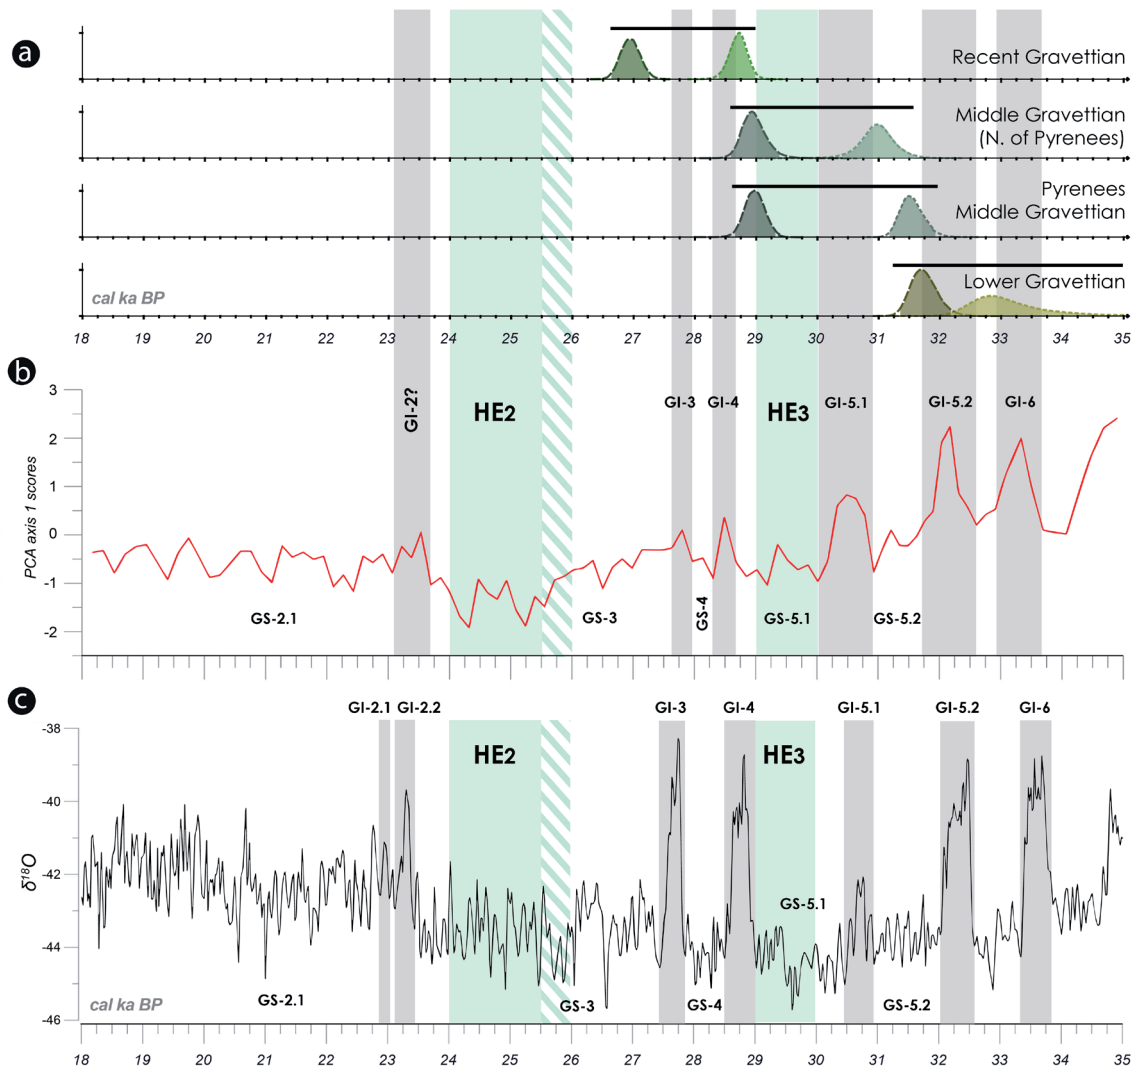 a
Recent Gravettian
Middle Gravettian
(N. of Pyrenees)
Pyrenees
Middle Gravettian
Lower Gravettian
cal ka BP
18 19 20 21 22 23 24 25 26 27 28 29 30 31 32 33 34 35
b
3
2
1
0
-1
-2
PCA axis 1 scores
GI-2?
HE2
GI-3
GI-4
HE3
GI-5.1
GI-5.2
GI-6
GS-2.1
GS-3
GS-4
GS-5.1
GS-5.2
c
GI-2.1
GI-2.2
GI-3
GI-4
GI-5.1
GI-5.2
GI-6
-38
-40
-42
-44
-46
δ¹⁸O
HE2
HE3
GS-5.1
GS-2.1
GS-3
GS-4
GS-5.2
cal ka BP
18 19 20 21 22 23 24 25 26 27 28 29 30 31 32 33 34 35